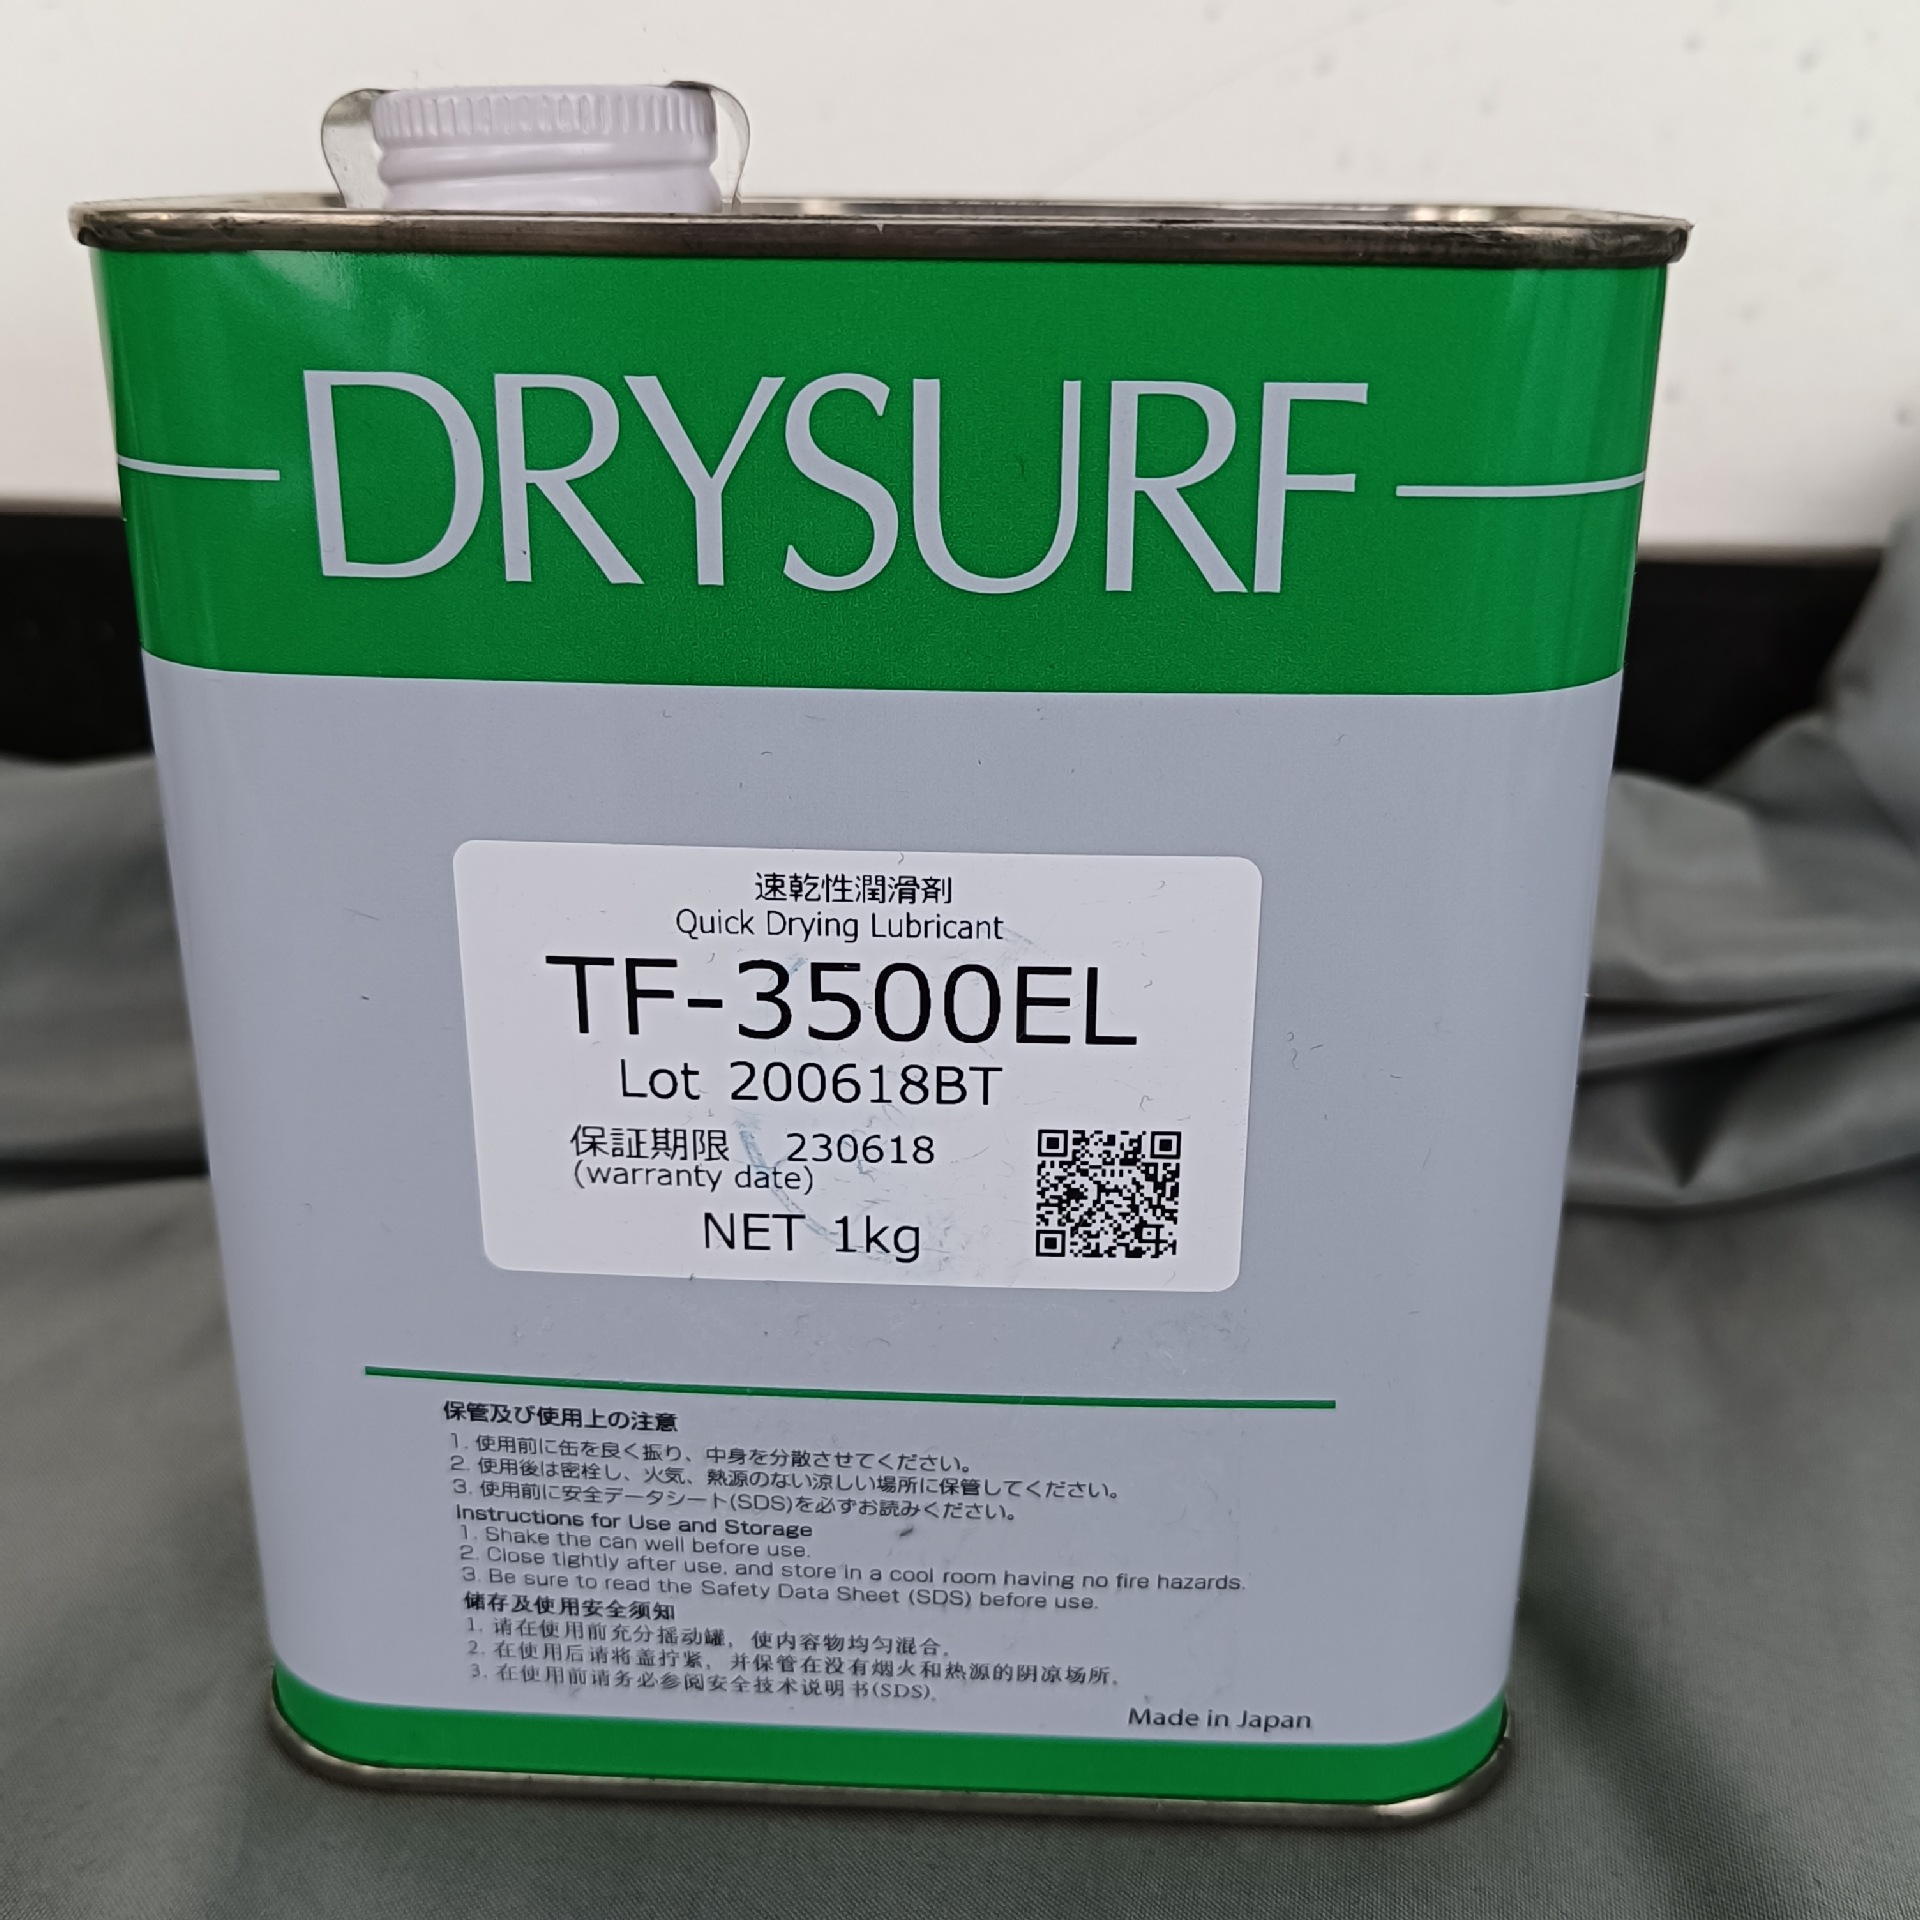 DRYSURF
速乾性潤滑剤
Quick Drying Lubricant
TF-3500EL
Lot 200618BT
保証期限 230618
(warranty date)
NET 1kg
保管及び使用上の注意
1. 使用前に缶を良く振り、中身を分散させてください。
2. 使用後は密栓し、火気、熱源のない涼しい場所に保管してください。
3. 使用前に安全データシート(SDS)を必ずお読みください。
Instructions for Use and Storage
1. Shake the can well before use.
2. Close tightly after use, and store in a cool room having no fire hazards.
3. Be sure to read the Safety Data Sheet (SDS) before use.
储存及使用安全须知
1. 请在使用前充分摇动罐，使内容物均匀混合。
2. 在使用后请将盖拧紧，并保管在没有烟火和热源的阴凉场所。
3. 在使用前请务必参阅安全技术说明书(SDS)。
Made in Japan